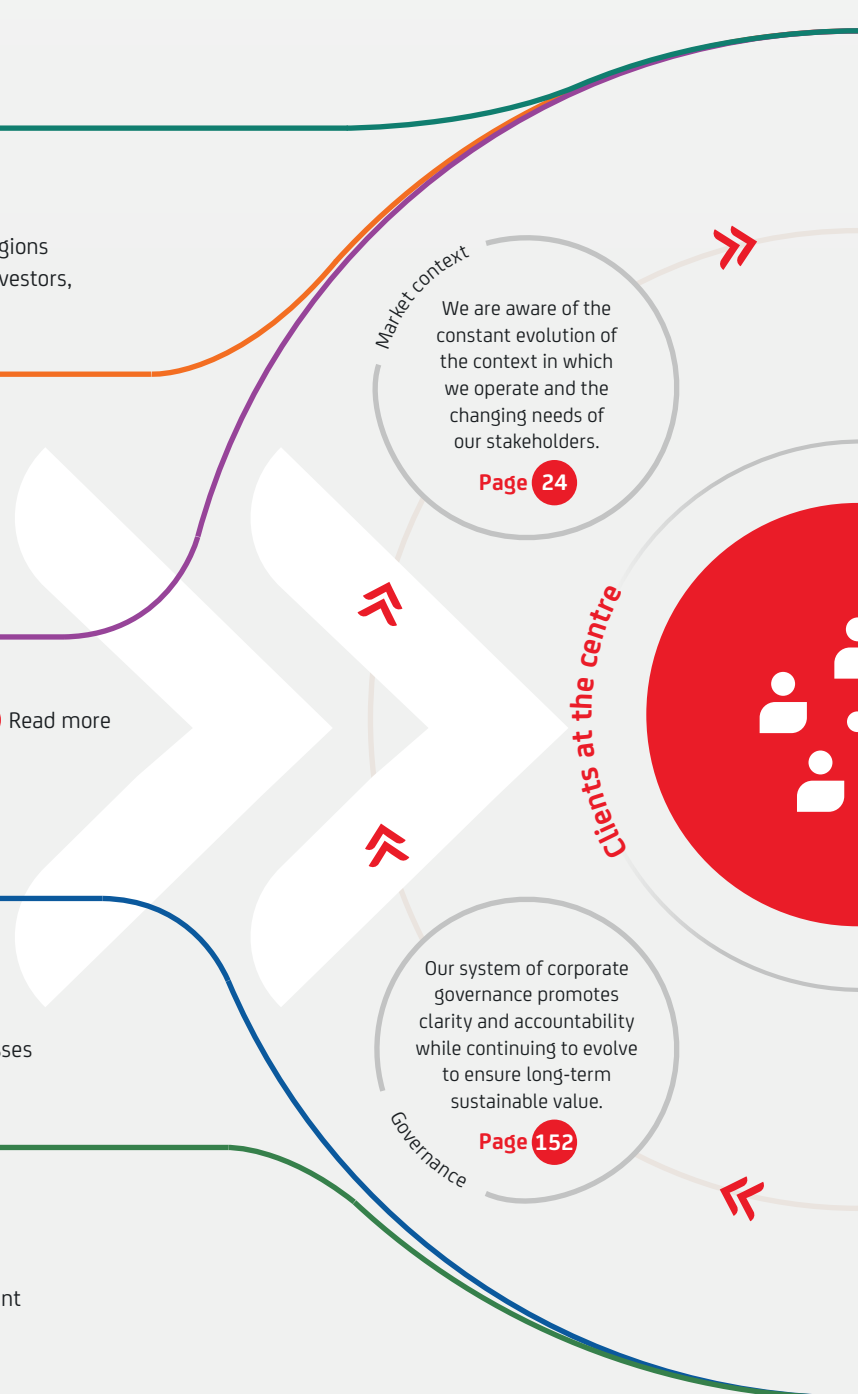 gions
vestors,
Market context
We are aware of the
constant evolution of
the context in which
we operate and the
changing needs of
our stakeholders.
Page 24
Clients at the centre
Read more
Our system of corporate
governance promotes
clarity and accountability
while continuing to evolve
to ensure long-term
sustainable value.
Page 152
Governance
ses
nt